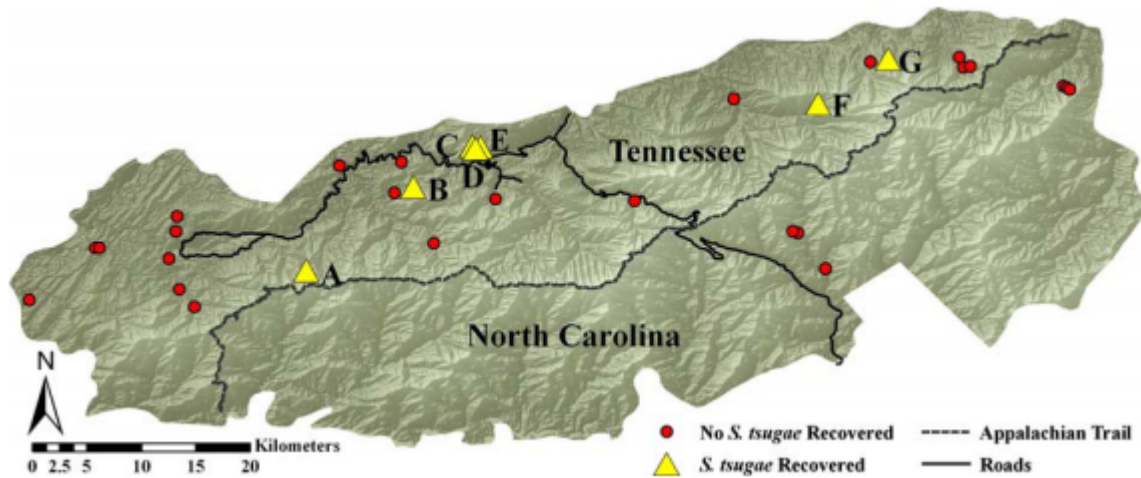 G
F
C E
D
Tennessee
B
A
North Carolina
N
Kilometers
0 2.5 5 10 15 20
No S. tsugae Recovered
Appalachian Trail
S. tsugae Recovered
Roads